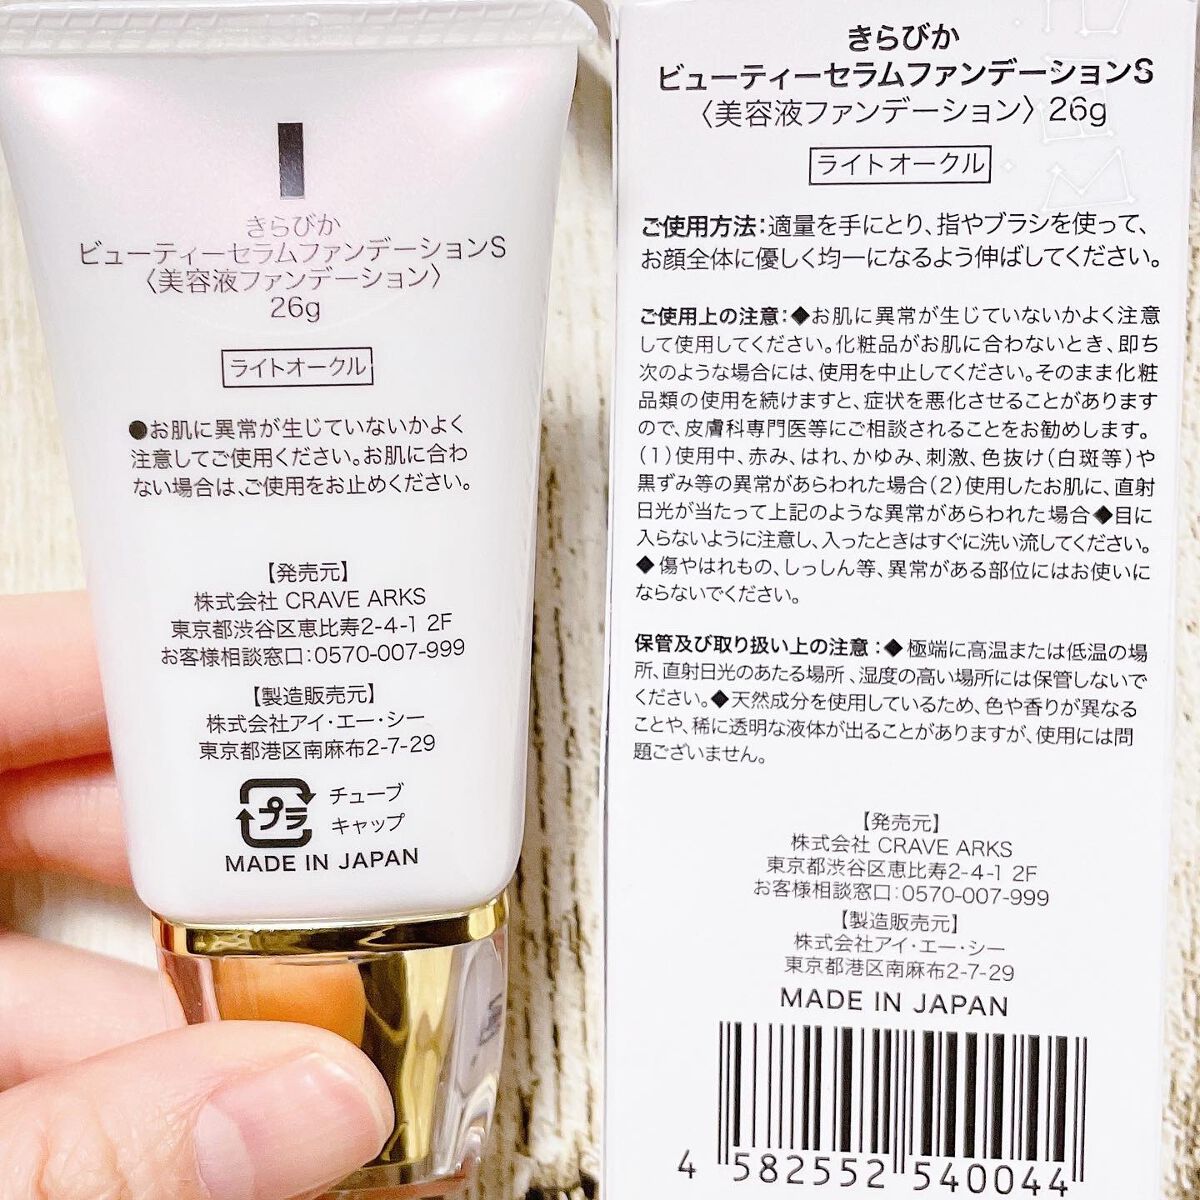 きらびか
ビューティーセラムファンデーションS
〈美容液ファンデーション〉
26g
ライトオークル
●お肌に異常が生じていないかよく
注意してご使用ください。お肌に合わ
ない場合は、ご使用をお止めください。
【発売元】
株式会社 CRAVE ARKS
東京都渋谷区恵比寿2-4-1 2F
お客様相談窓口:0570-007-999
【製造販売元】
株式会社アイ・エー・シー
東京都港区南麻布2-7-29
プラ
チューブ
キャップ
MADE IN JAPAN
きらびか
ビューティーセラムファンデーションS
〈美容液ファンデーション〉26g
ライトオークル
ご使用方法:適量を手にとり、指やブラシを使って、
お顔全体に優しく均一になるよう伸ばしてください。
ご使用上の注意:◆お肌に異常が生じていないかよく注意
して使用してください。化粧品がお肌に合わないとき、即ち
次のような場合には、使用を中止してください。そのまま化粧
品類の使用を続けますと、症状を悪化させることがあります
ので、皮膚科専門医等にご相談されることをお勧めします。
(1)使用中、赤み、はれ、かゆみ、刺激、色抜け(白斑等)や
黒ずみ等の異常があらわれた場合(2)使用したお肌に、直射
日光が当たって上記のような異常があらわれた場合◆目に
入らないように注意し、入ったときはすぐに洗い流してください。
◆傷やはれもの、しっしん等、異常がある部位にはお使いに
ならないでください。
保管及び取り扱い上の注意:◆極端に高温または低温の場
所、直射日光のあたる場所、湿度の高い場所には保管しないで
ください。◆天然成分を使用しているため、色や香りが異なる
ことや、稀に透明な液体が出ることがありますが、使用には問
題ございません。
【発売元】
株式会社 CRAVE ARKS
東京都渋谷区恵比寿2-4-1 2F
お客様相談窓口:0570-007-999
【製造販売元】
株式会社アイ・エー・シー
東京都港区南麻布2-7-29
MADE IN JAPAN
4 582552 540044